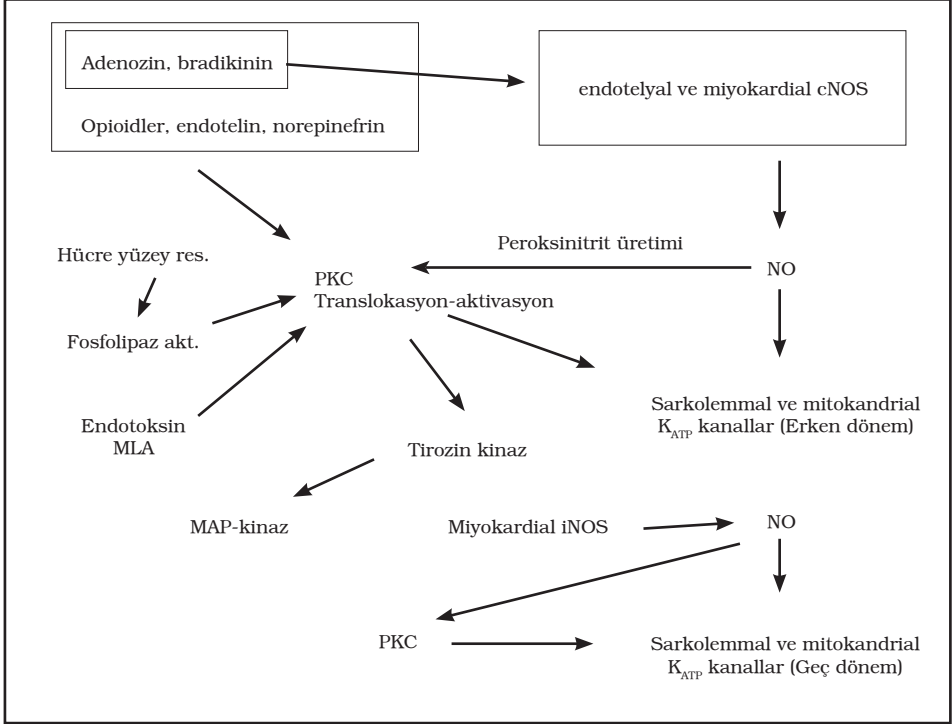 Adenozin, bradikinin
Opioidler, endotelin, norepinefrin
endotelyal ve miyokardial cNOS
Peroksinitrit üretimi
NO
Hücre yüzey res.
PKC
Translokasyon-aktivasyon
Fosfolipaz akt.
Endotoksin
MLA
Sarkolemmal ve mitokandrial
K_ATP kanallar (Erken dönem)
Tirozin kinaz
MAP-kinaz
Miyokardial iNOS
NO
PKC
Sarkolemmal ve mitokandrial
K_ATP kanallar (Geç dönem)